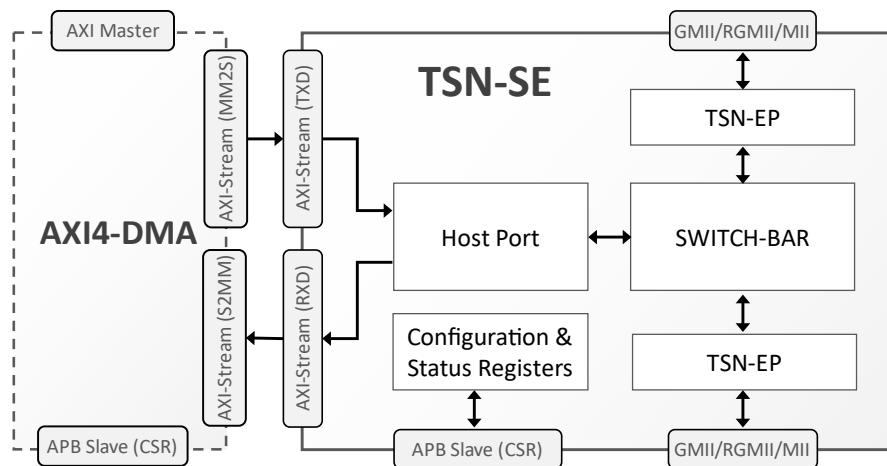 AXI Master
GMII/RGMII/MII
TSN-SE
AXI-Stream (MM2S)
AXI-Stream (TXD)
TSN-EP
AXI4-DMA
Host Port
SWITCH-BAR
AXI-Stream (S2MM)
AXI-Stream (RXD)
Configuration &
Status Registers
TSN-EP
APB Slave (CSR)
APB Slave (CSR)
GMII/RGMII/MII